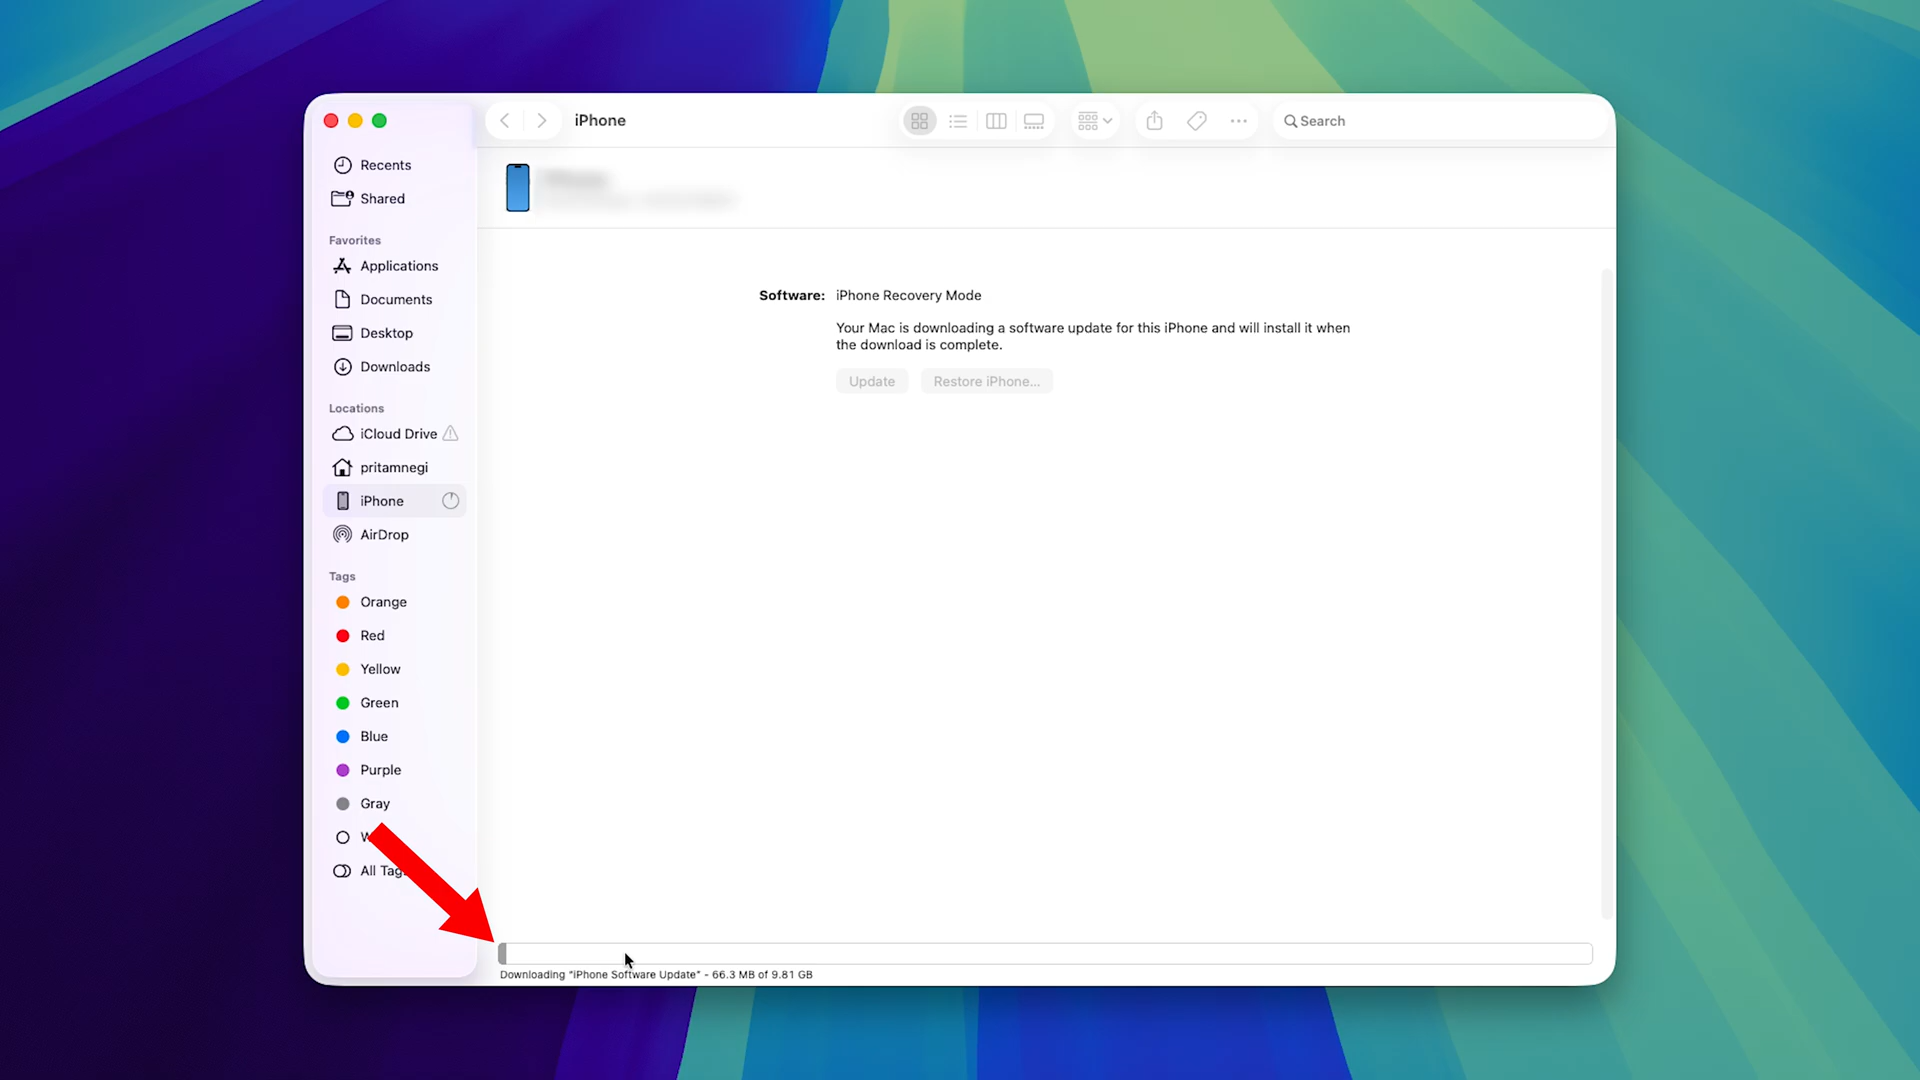 iPhone
Search
Recents
Shared
Favorites
Applications
Documents
Desktop
Downloads
Locations
iCloud Drive
pritamnegi
iPhone
AirDrop
Tags
Orange
Red
Yellow
Green
Blue
Purple
Gray
All Tag
Software: iPhone Recovery Mode
Your Mac is downloading a software update for this iPhone and will install it when
the download is complete.
Update Restore iPhone...
Downloading "iPhone Software Update" - 66.3 MB of 9.81 GB